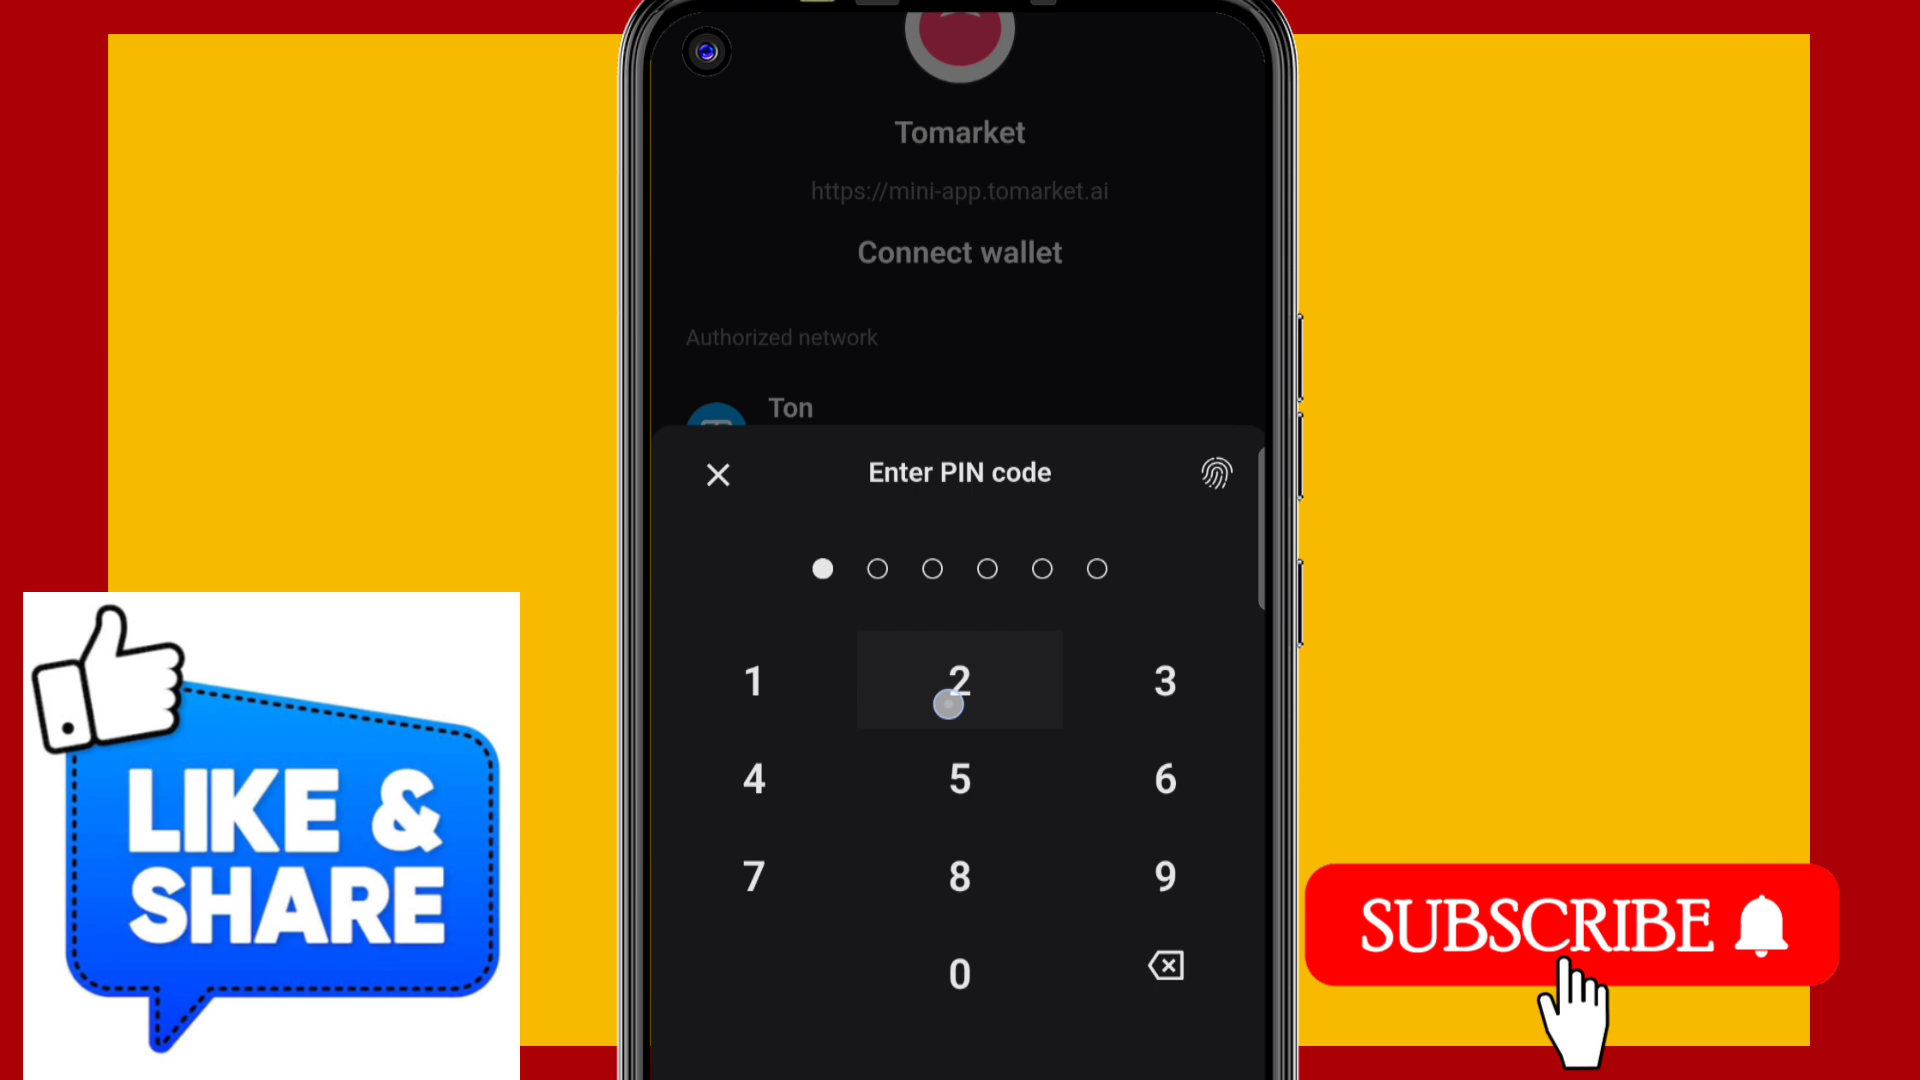 Tomarket
https://mini-app.tomarket.ai
Connect wallet
Authorized network
Ton
Enter PIN code
1 2 3
4 5 6
7 8 9
0
LIKE &
SHARE
SUBSCRIBE